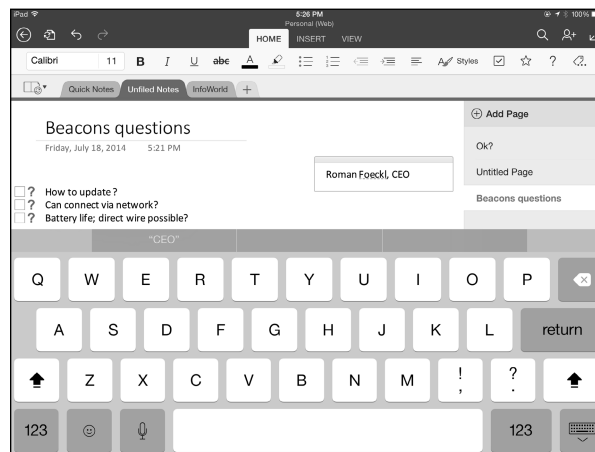 iPad 5:26 PM 100%
Personal (Web)
HOME INSERT VIEW
Calibri 11 B I U abc A Styles ?
Quick Notes Unfiled Notes InfoWorld +
Beacons questions
Friday, July 18, 2014 5:21 PM
Roman Foeckl, CEO
? How to update ?
? Can connect via network?
? Battery life; direct wire possible?
Add Page
Ok?
Untitled Page
Beacons questions
"CEO"
Q W E R T Y U I O P
A S D F G H J K L return
Z X C V B N M ! , ? .
123 123